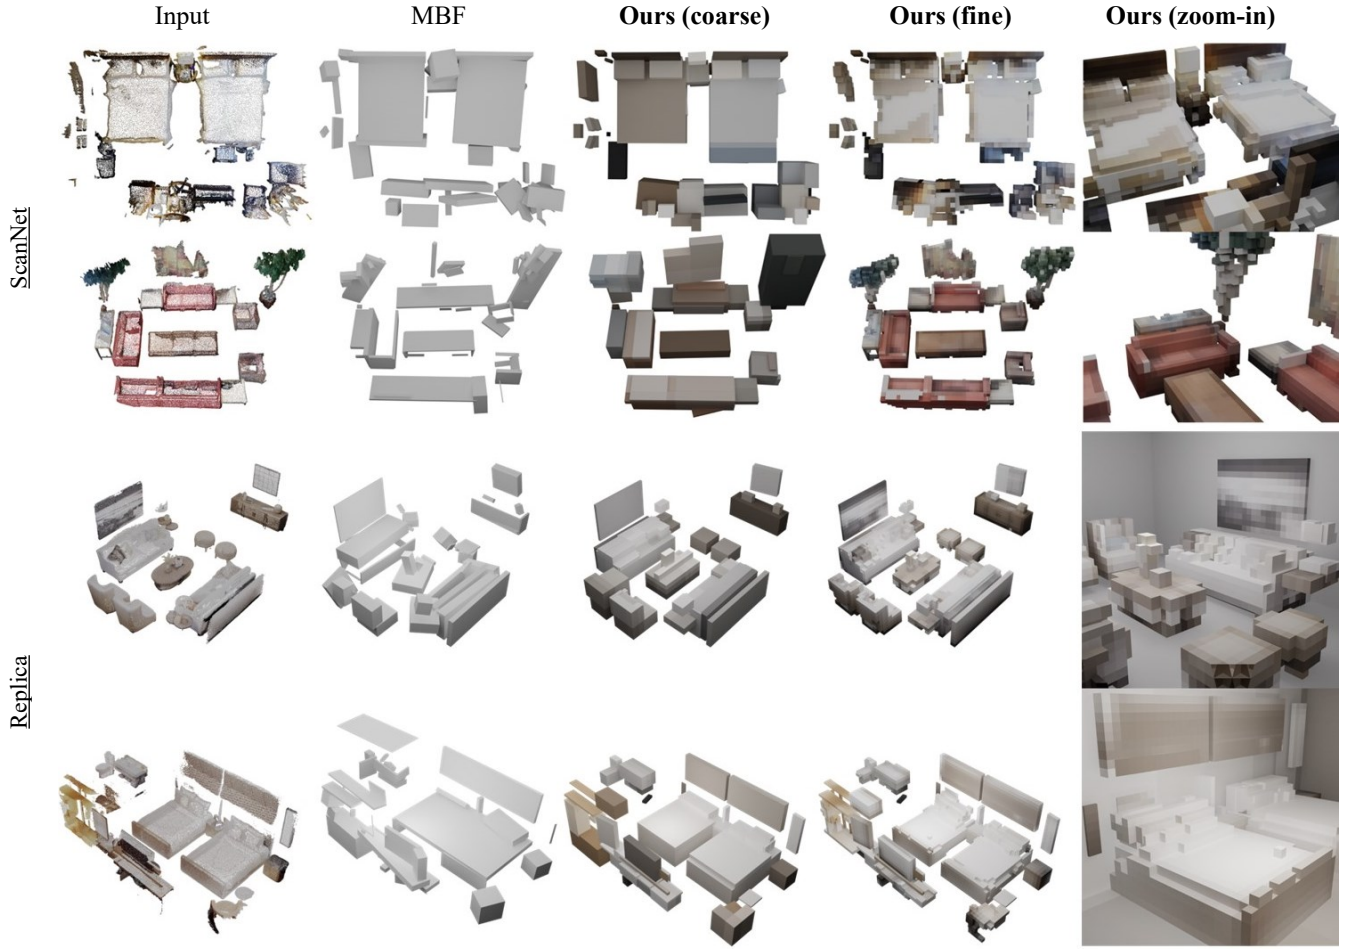 Input
MBF
Ours (coarse)
Ours (fine)
Ours (zoom-in)
ScanNet
Replica